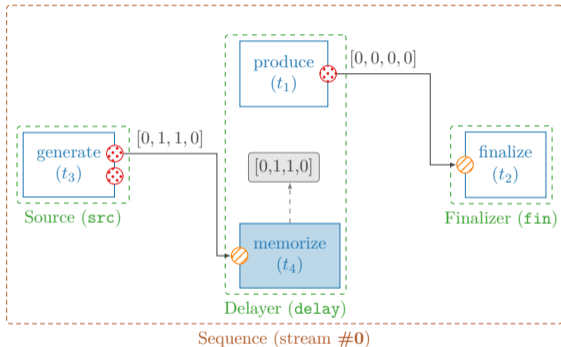 produce
(t₁)
[0, 0, 0, 0]
generate
(t₃)
[0, 1, 1, 0]
finalize
(t₂)
[0,1,1,0]
Source (src)
Finalizer (fin)
memorize
(t₄)
Delayer (delay)
Sequence (stream #0)